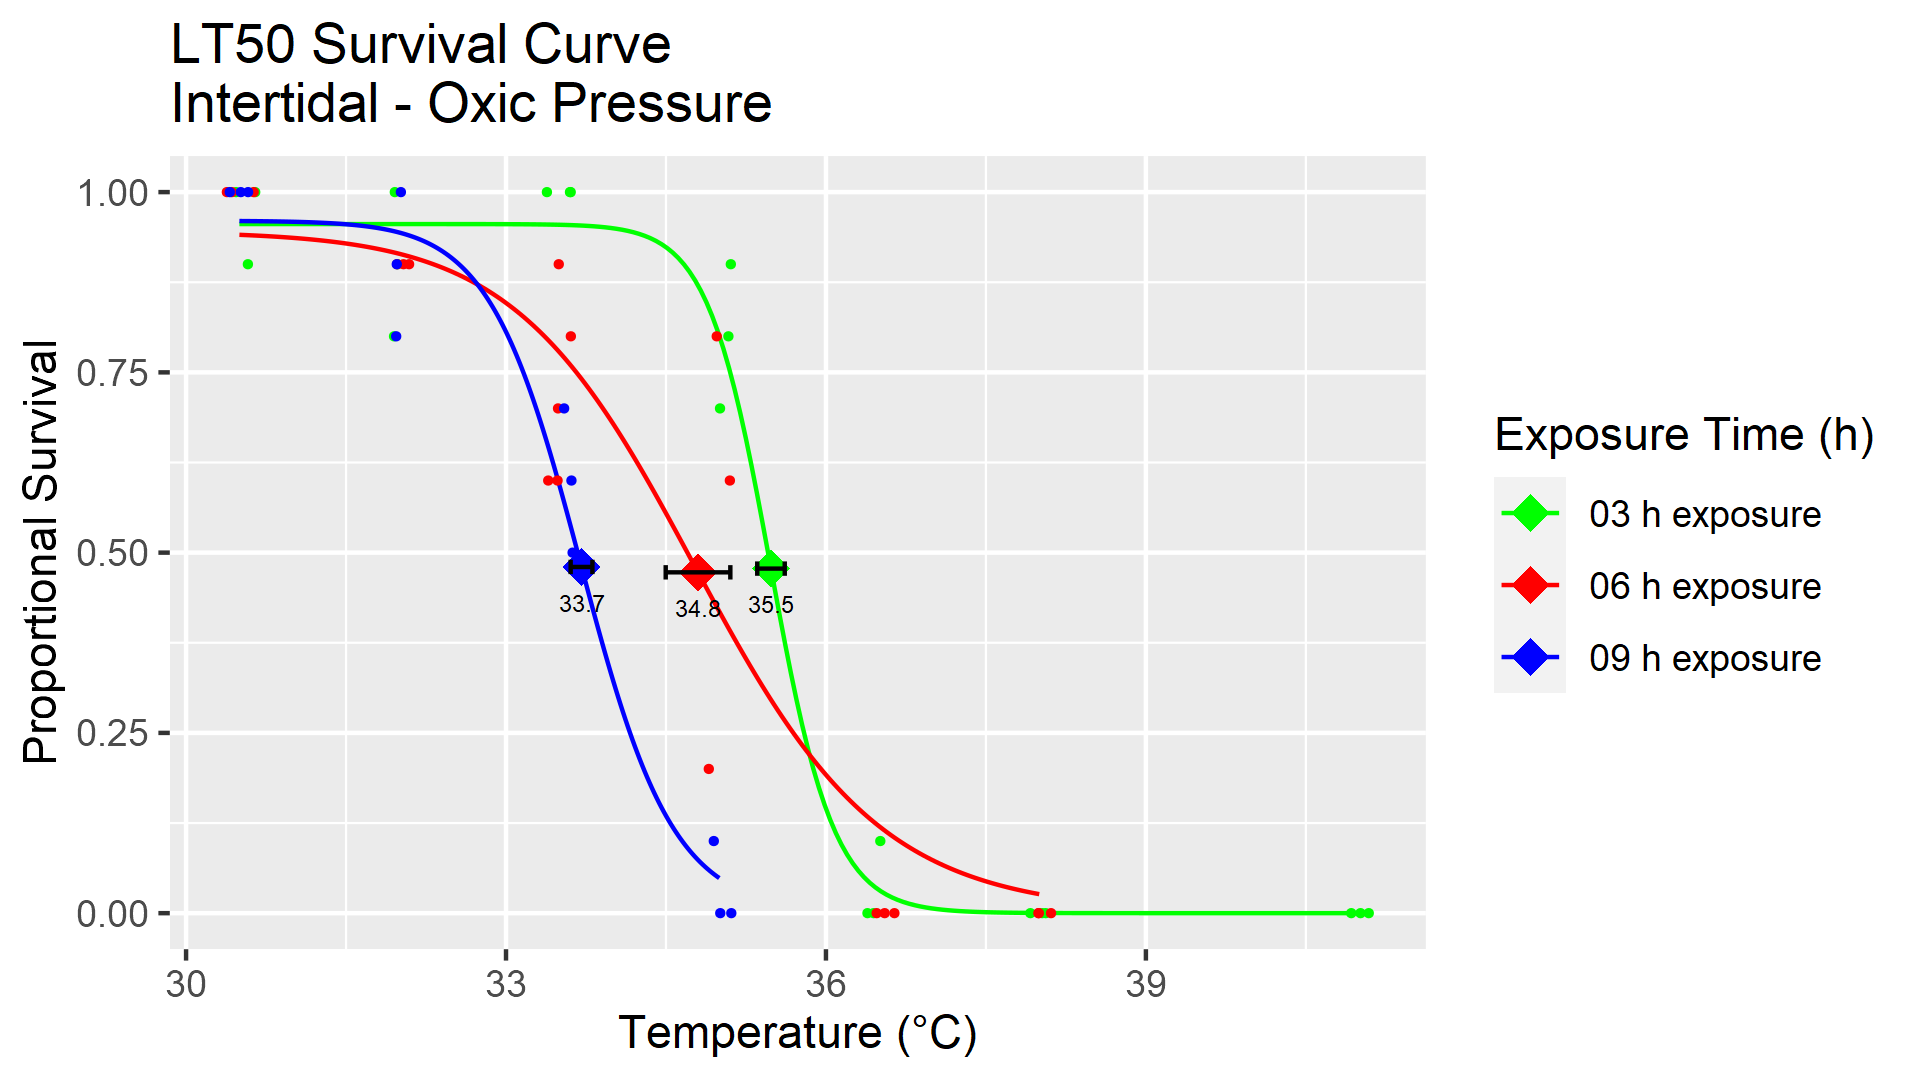 LT50 Survival Curve
Intertidal - Oxic Pressure
Proportional Survival
1.00
0.75
0.50
0.25
0.00
33.7
34.8
35.5
30
33
36
39
Temperature (°C)
Exposure Time (h)
03 h exposure
06 h exposure
09 h exposure